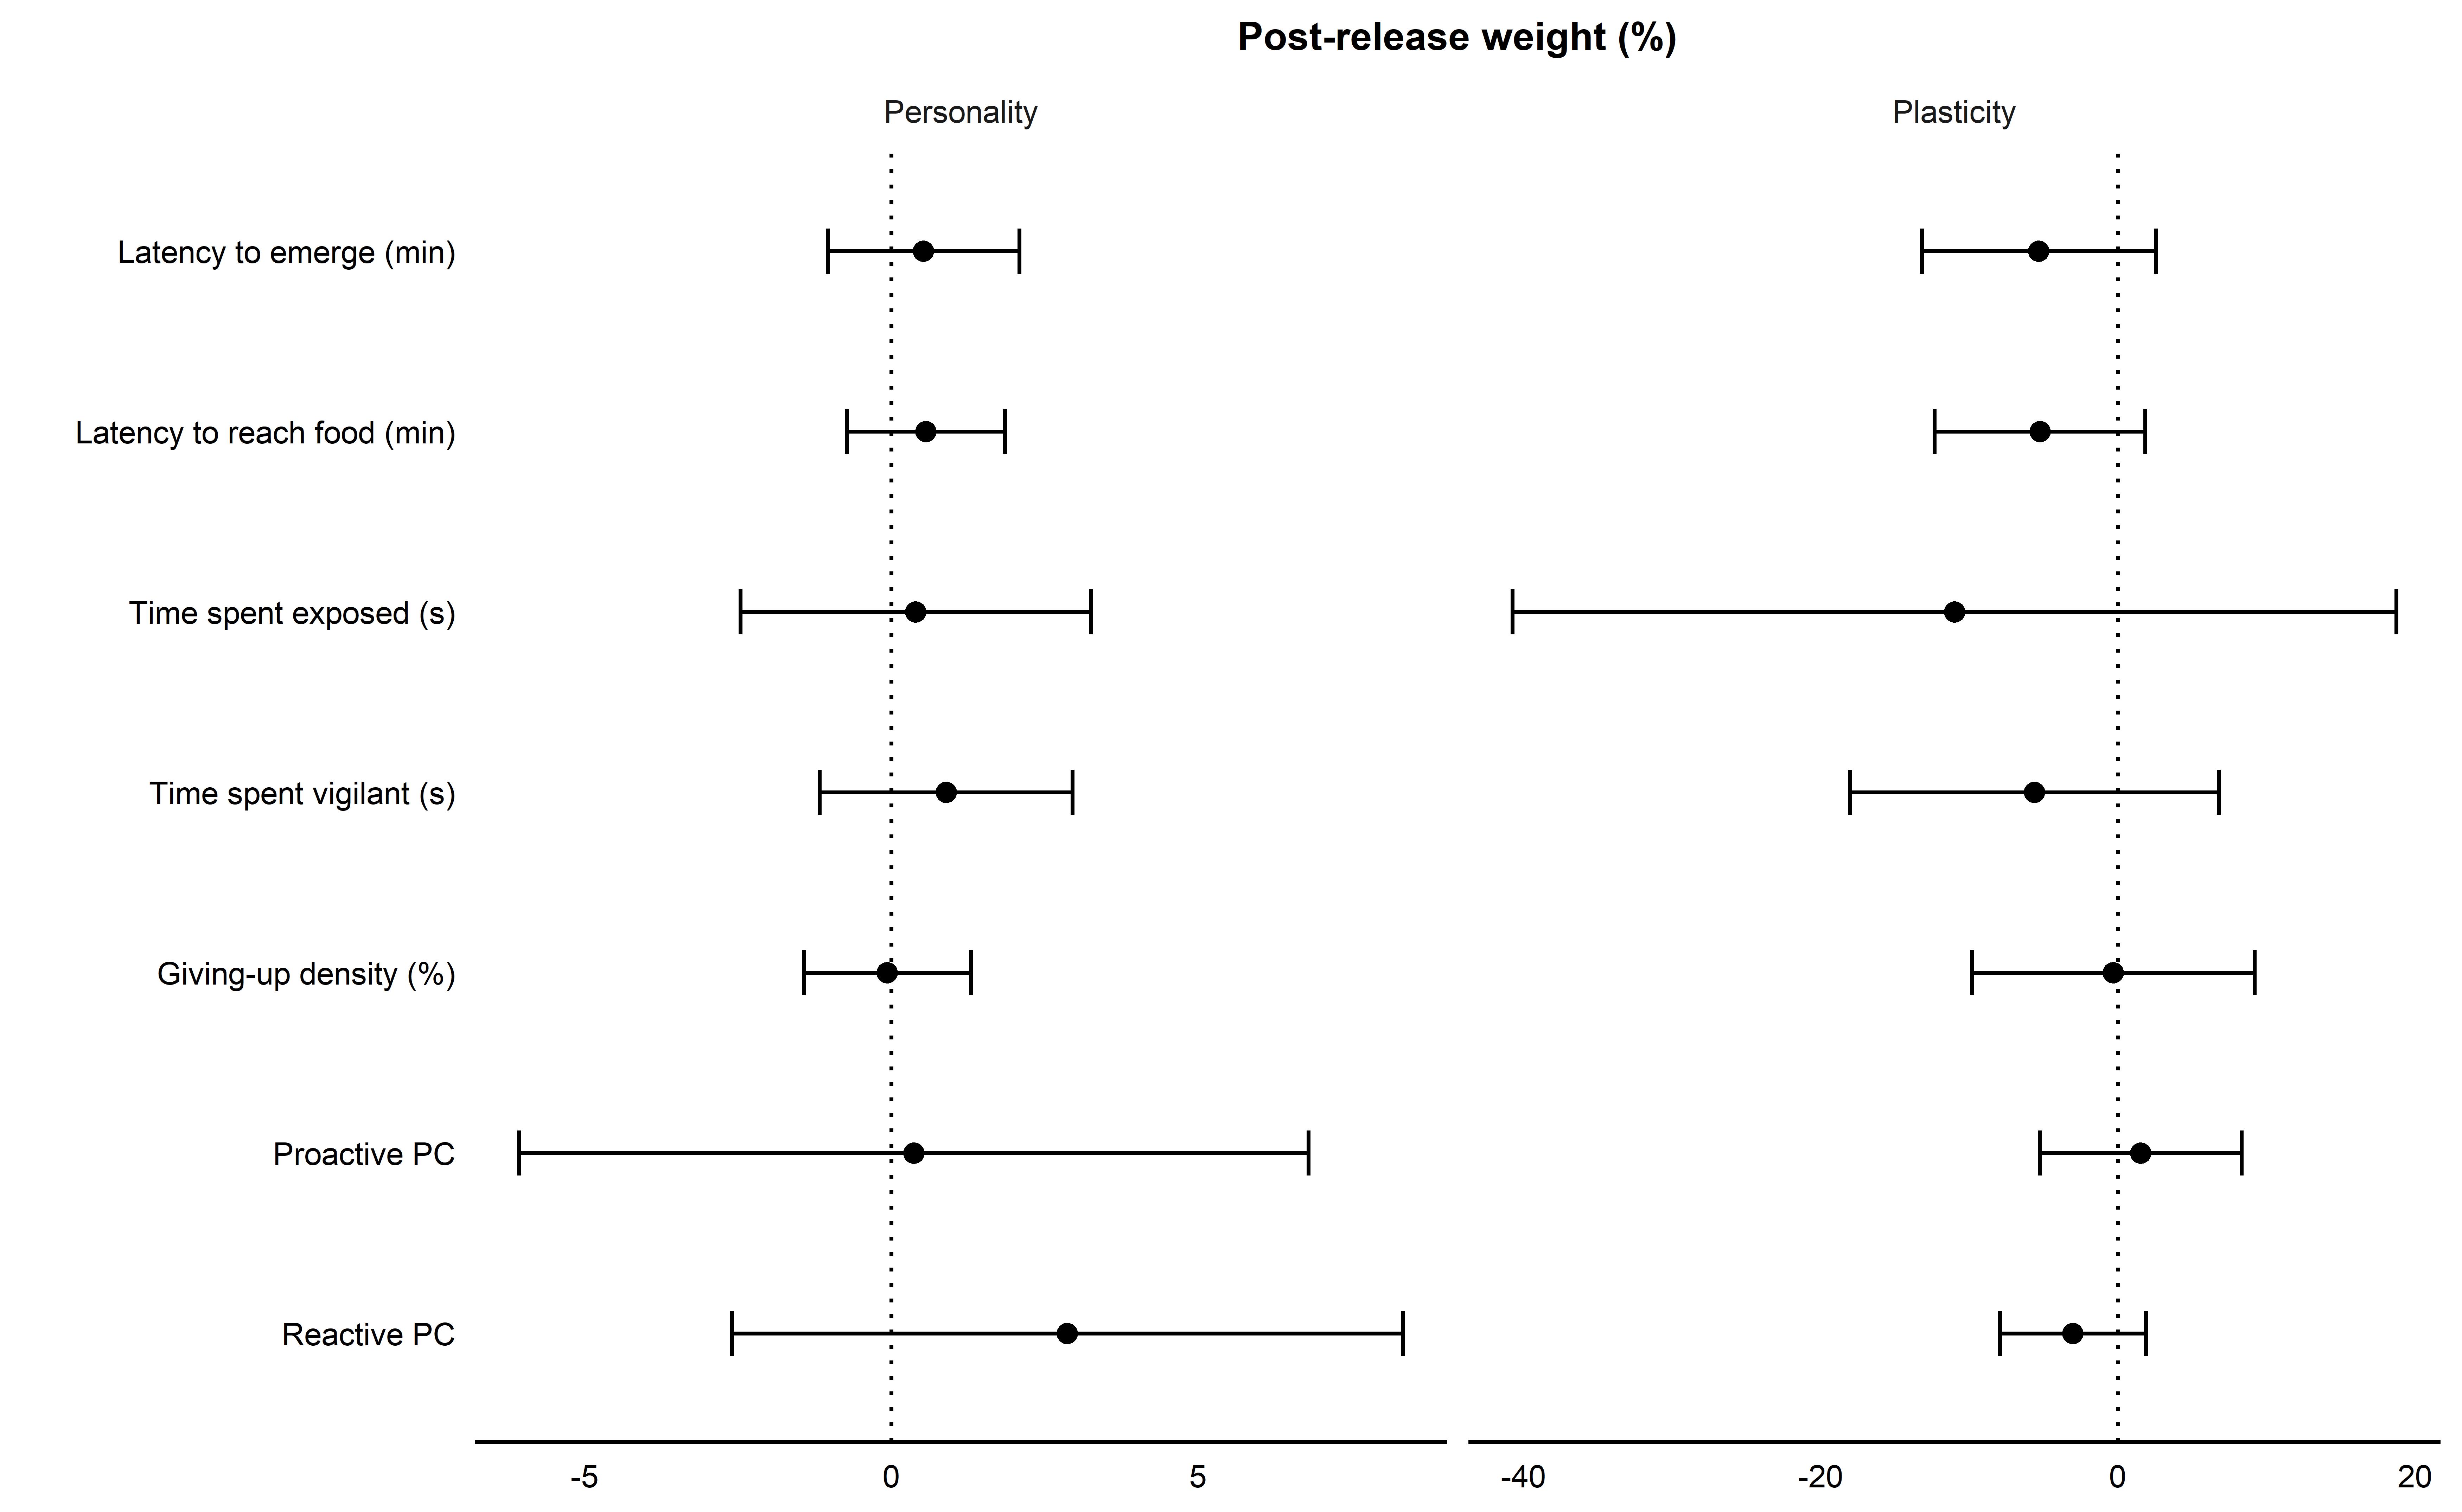 Post-release weight (%)
Personality Plasticity
Latency to emerge (min)
Latency to reach food (min)
Time spent exposed (s)
Time spent vigilant (s)
Giving-up density (%)
Proactive PC
Reactive PC
-5 0 5 -40 -20 0 20